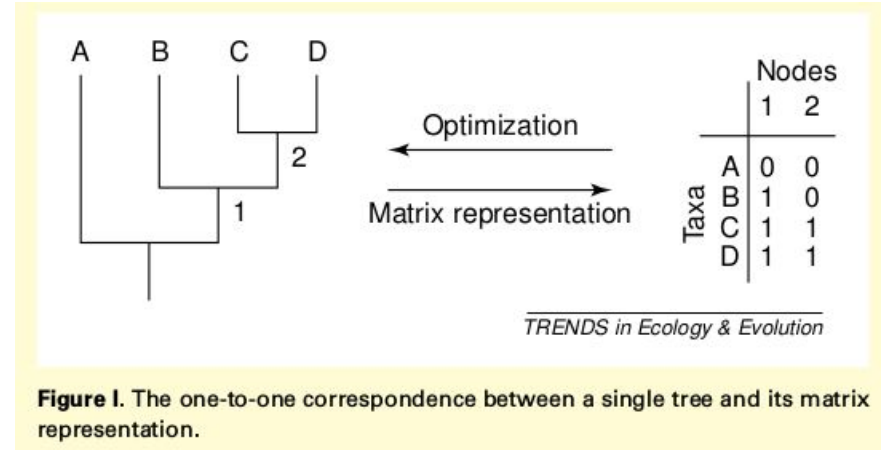 A B C D
2
1
Optimization
Matrix representation
Nodes
1 2
Taxa
A 0 0
B 1 0
C 1 1
D 1 1
TRENDS in Ecology & Evolution
Figure I. The one-to-one correspondence between a single tree and its matrix
representation.